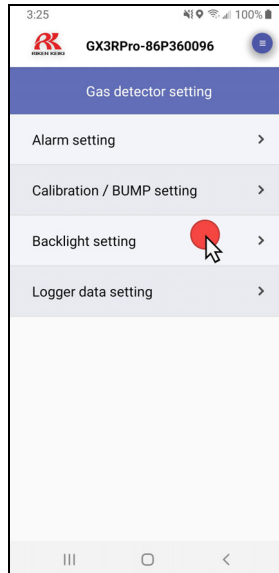 3:25
100%
RIKEN KEIKI
GX3RPro-86P360096
Gas detector setting
Alarm setting
Calibration / BUMP setting
Backlight setting
Logger data setting